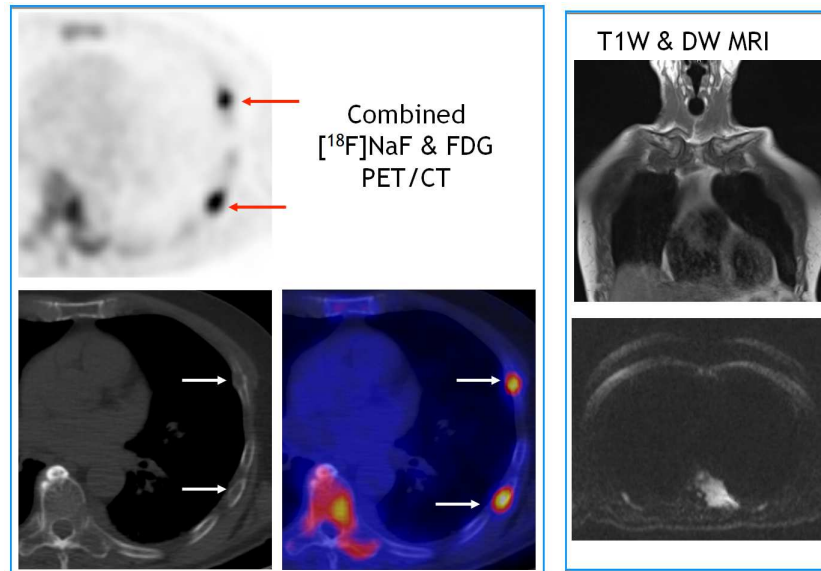 Combined
[¹⁸F]NaF & FDG
PET/CT
T1W & DW MRI